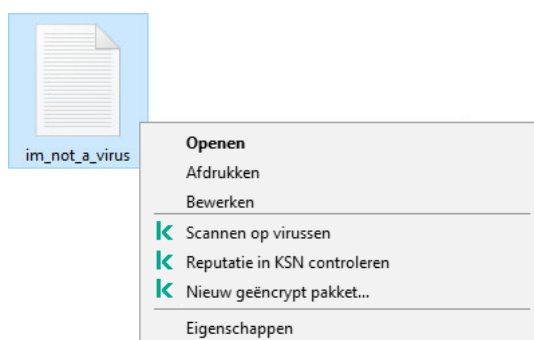 im_not_a_virus
Openen
Afdrukken
Bewerken
Scannen op virussen
Reputatie in KSN controleren
Nieuw geëncrypt pakket...
Eigenschappen